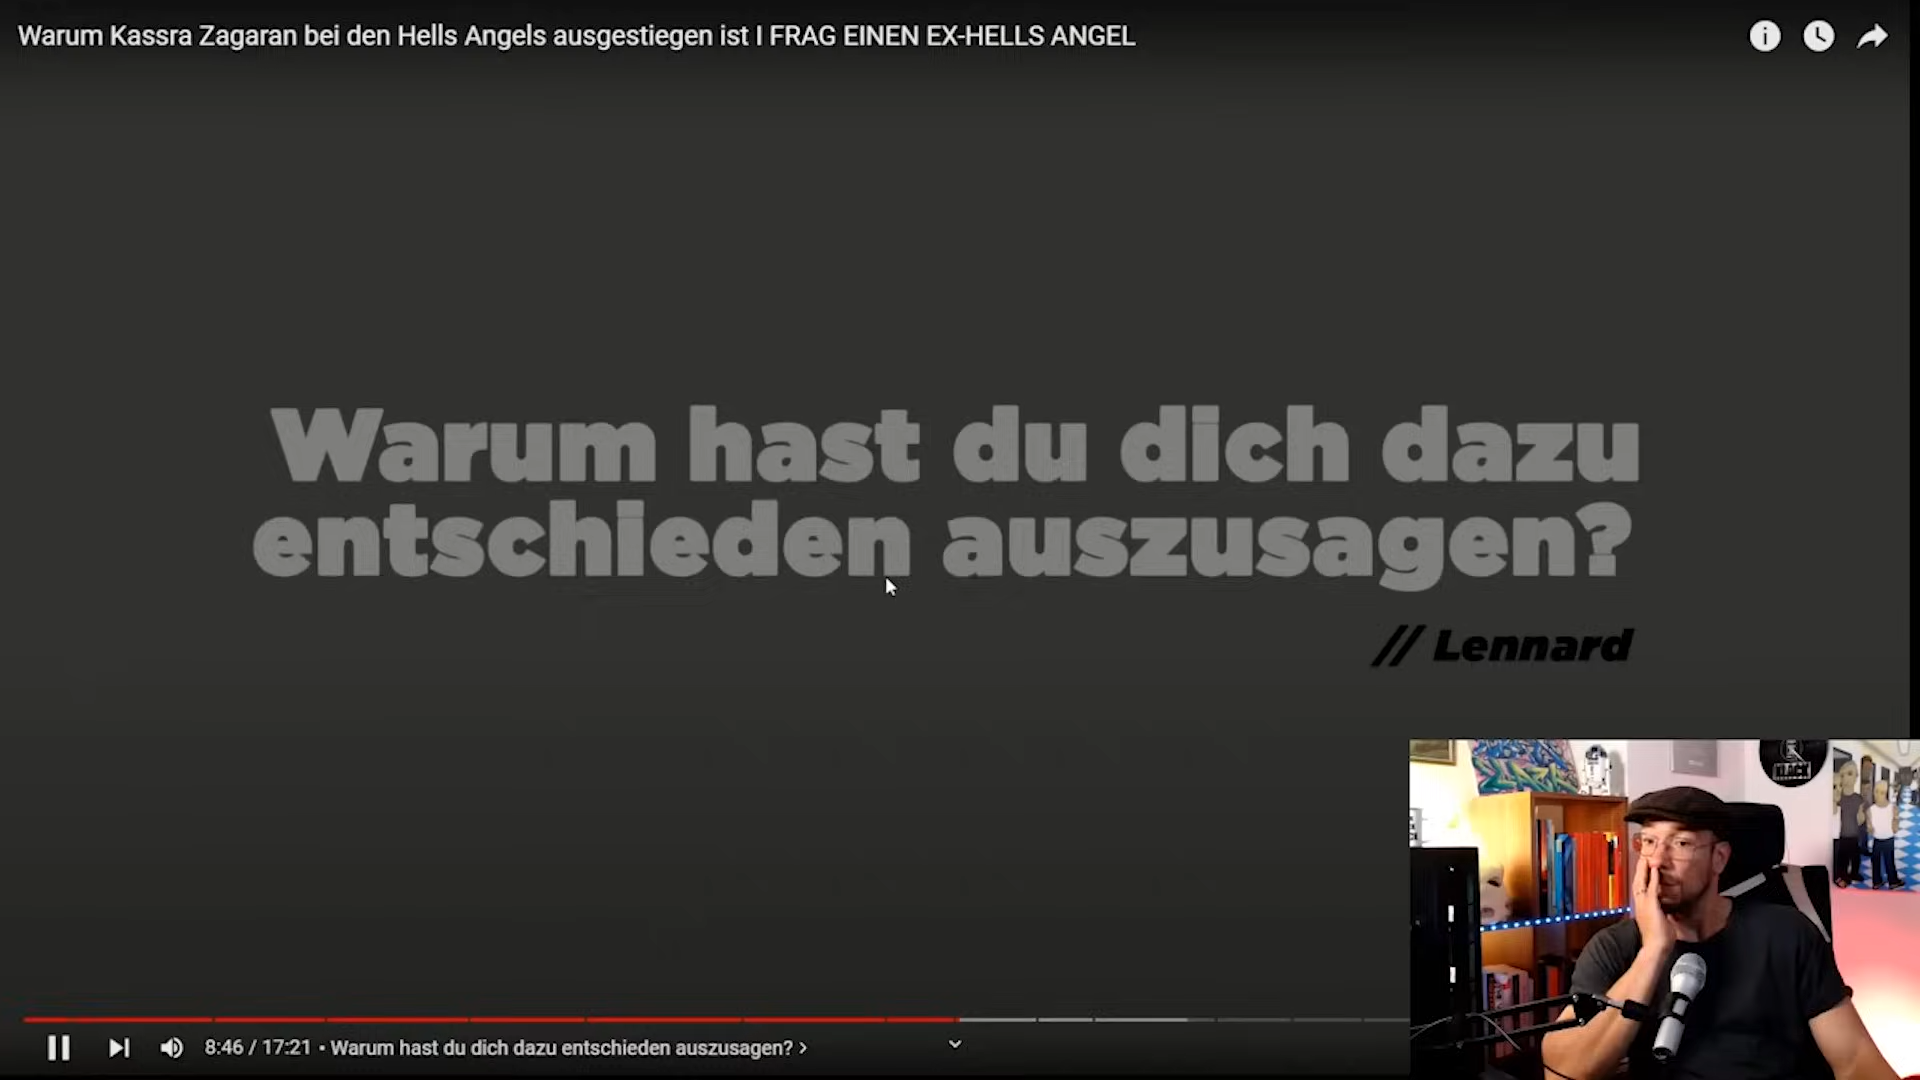 Warum Kassra Zagaran bei den Hells Angels ausgestiegen ist I FRAG EINEN EX-HELLS ANGEL
Warum hast du dich dazu
entschieden auszusagen?
// Lennard
8:46 / 17:21 • Warum hast du dich dazu entschieden auszusagen? >